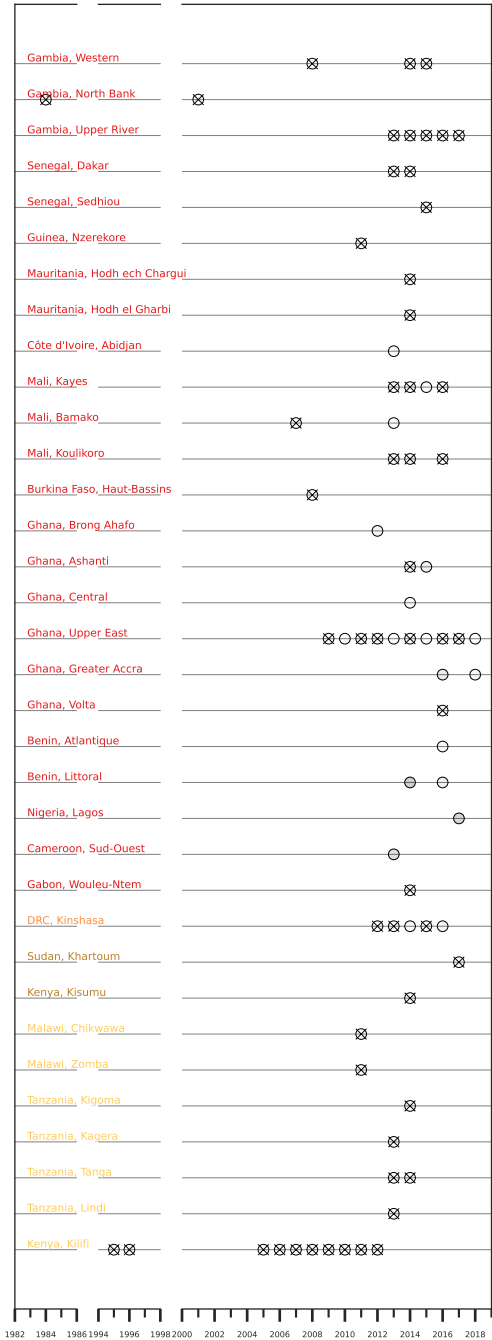 Gambia, Western
Gambia, North Bank
Gambia, Upper River
Senegal, Dakar
Senegal, Sedhiou
Guinea, Nzerekore
Mauritania, Hodh ech Chargui
Mauritania, Hodh el Gharbi
Côte d'Ivoire, Abidjan
Mali, Kayes
Mali, Bamako
Mali, Koulikoro
Burkina Faso, Haut-Bassins
Ghana, Brong Ahafo
Ghana, Ashanti
Ghana, Central
Ghana, Upper East
Ghana, Greater Accra
Ghana, Volta
Benin, Atlantique
Benin, Littoral
Nigeria, Lagos
Cameroon, Sud-Ouest
Gabon, Wouleu-Ntem
DRC, Kinshasa
Sudan, Khartoum
Kenya, Kisumu
Malawi, Chikwawa
Malawi, Zomba
Tanzania, Kigoma
Tanzania, Kagera
Tanzania, Tanga
Tanzania, Lindi
Kenya, Kilifi
1982 1984 1986 1994 1996 1998 2000 2002 2004 2006 2008 2010 2012 2014 2016 2018